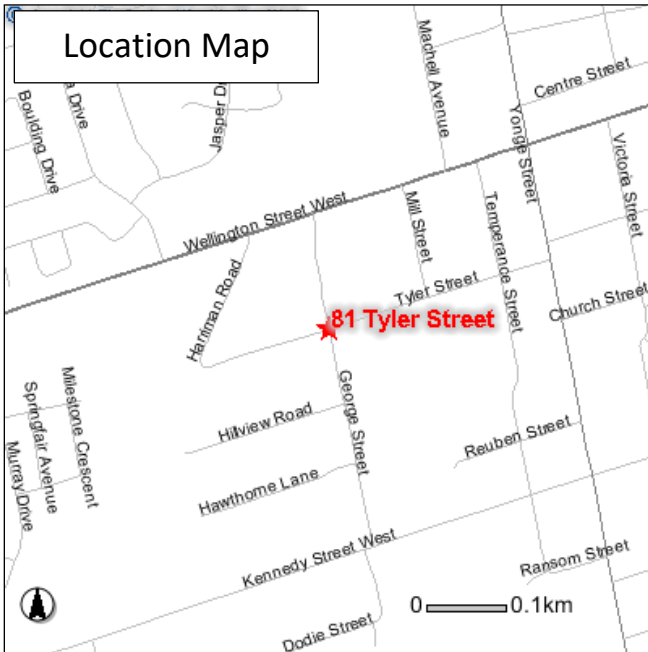 Location Map
Machell Avenue
Centre Street
Yonge Street
Victoria Street
Boulding Drive
Drive
Jasper
Wellington Street West
Mill Street
Temperance Street
Tyler Street
Church Street
Harriman Road
81 Tyler Street
George Street
Hillview Road
Reuben Street
Milestone Crescent
Springfair Avenue
Murray Drive
Hawthorne Lane
Kennedy Street West
Ransom Street
0 0.1km
Dodie Street